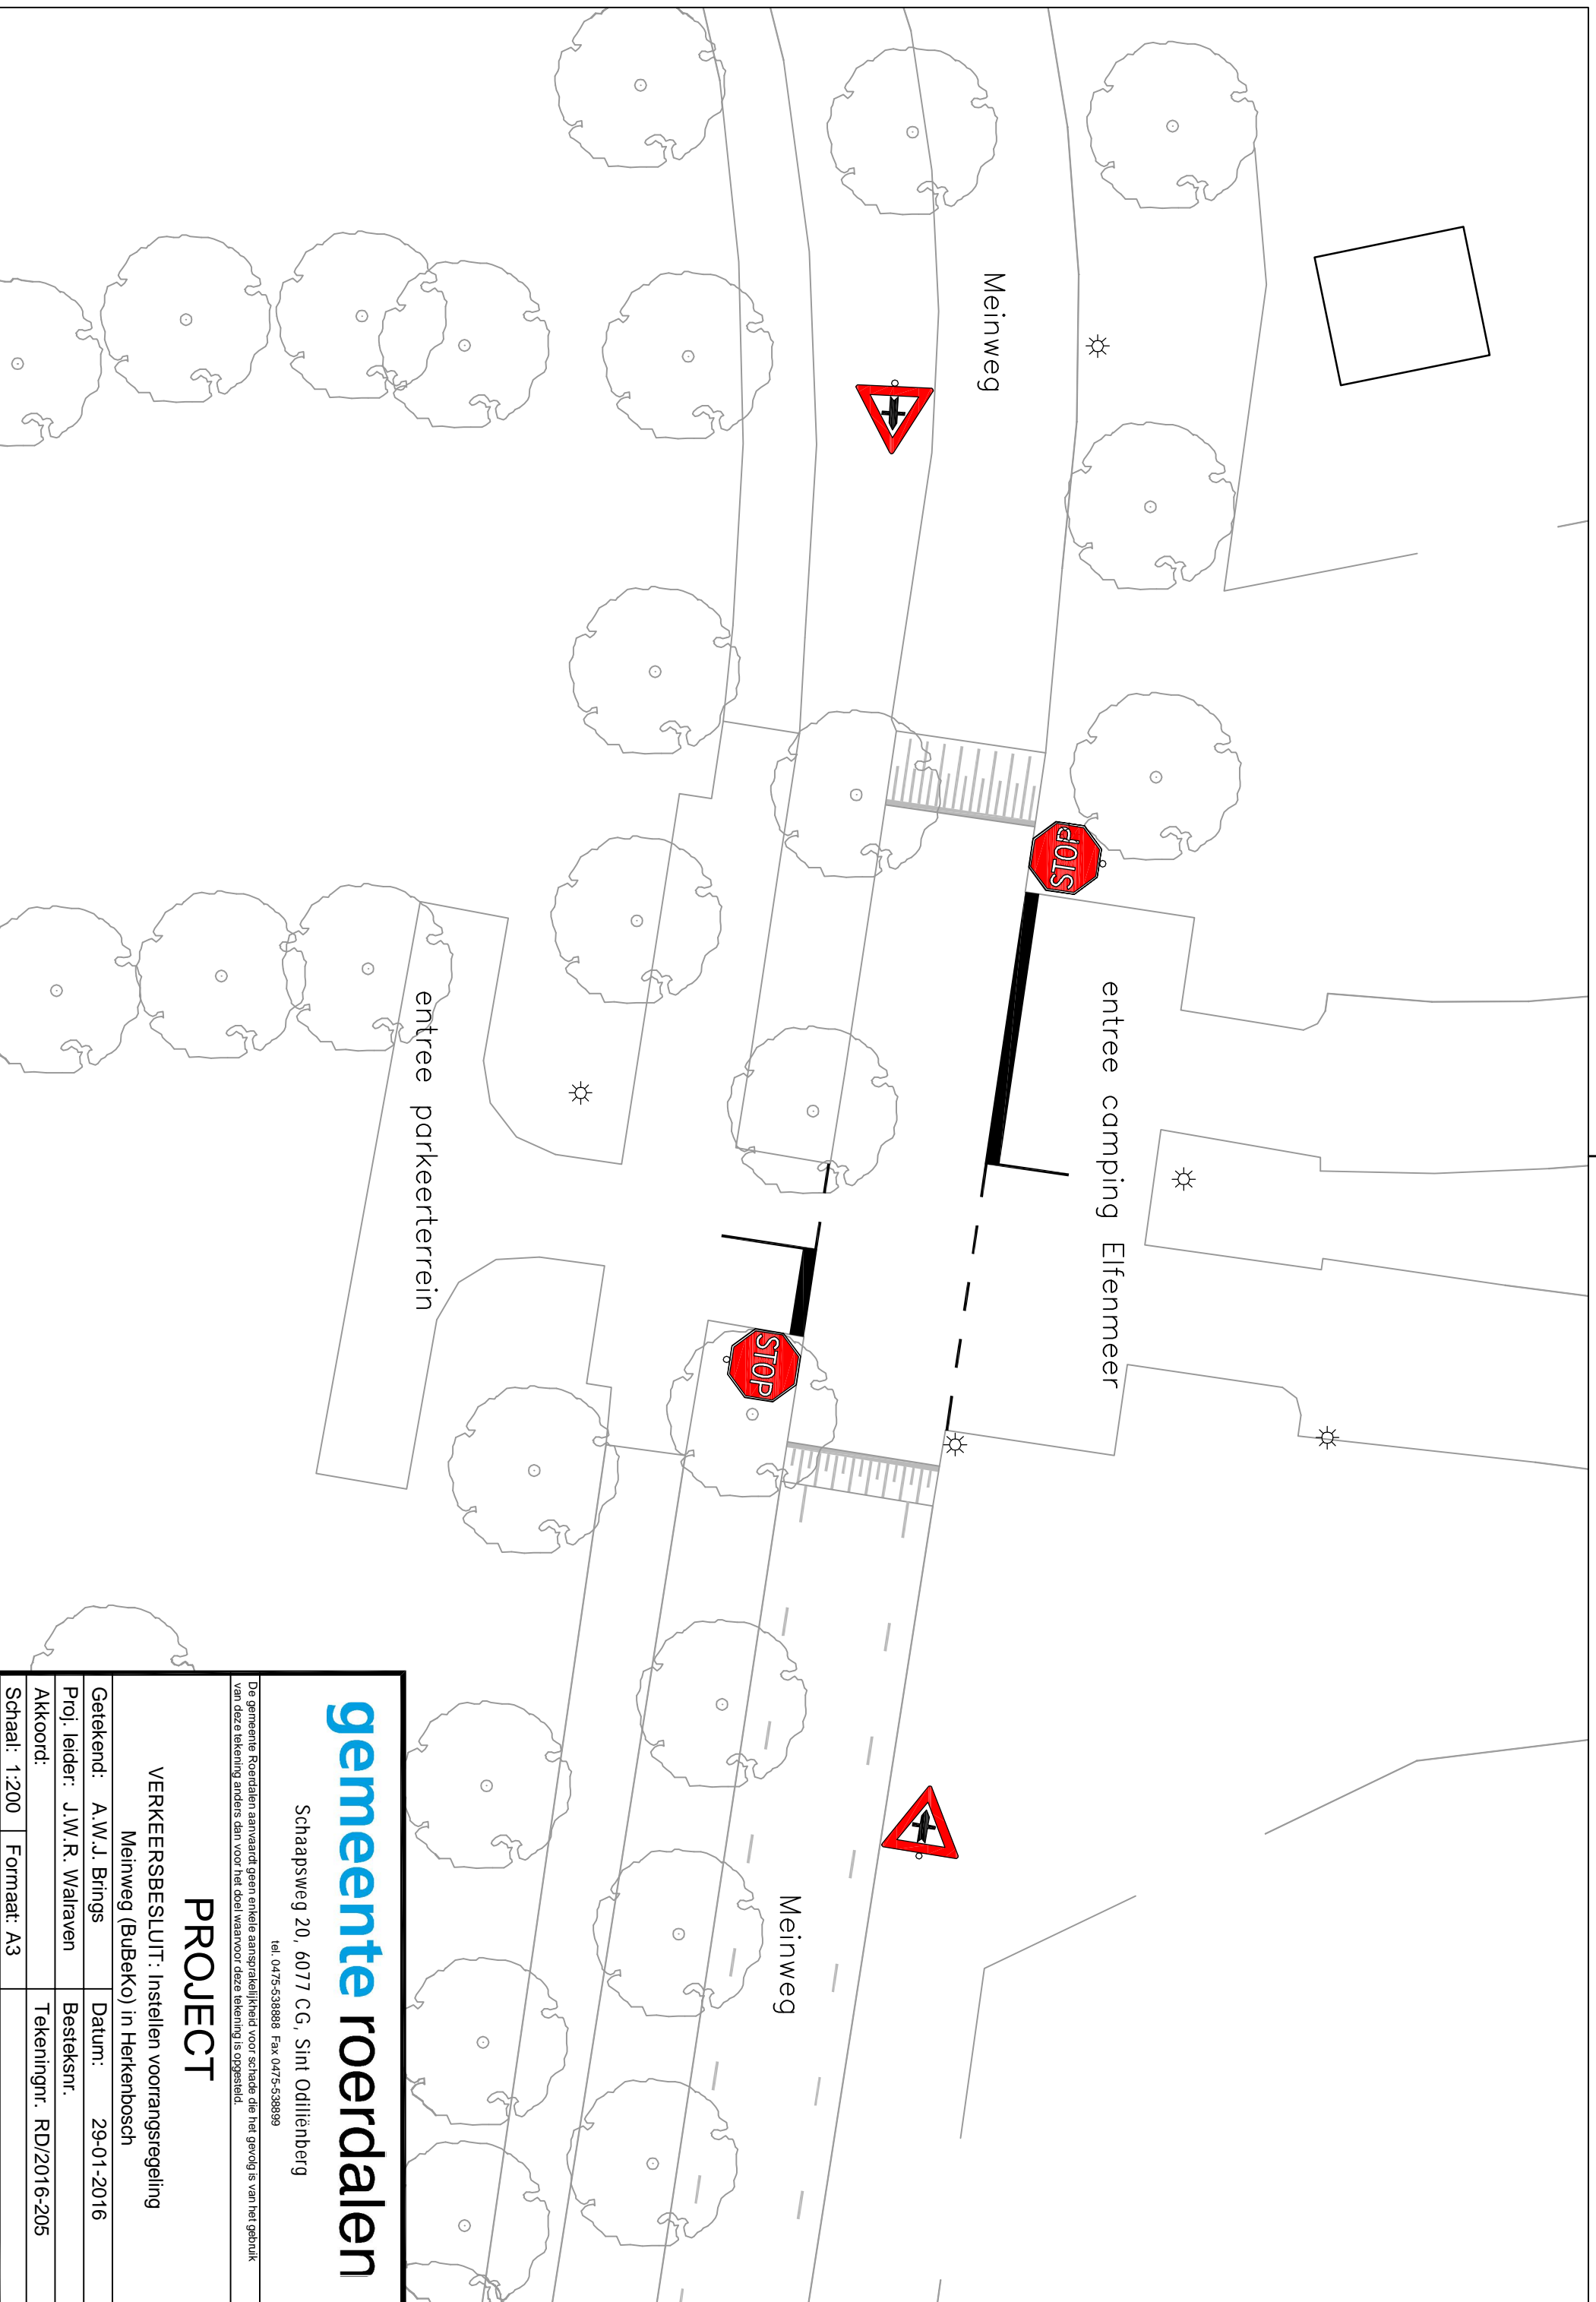 Meinweg
STOP
entree camping Elfenmeer
entree parkeerterrein
STOP
Meinweg
gemeente roerdalen
Schaapsweg 20, 6077 CG, Sint Odiliënberg
tel. 0475-538888 Fax 0475-538899
De gemeente Roerdalen aanvaardt geen enkele aansprakelijkheid voor schade die het gevolg is van het gebruik
van deze tekening anders dan voor het doel waarvoor deze tekening is opgesteld.
PROJECT
VERKEERSBESLUIT: Instellen voorrangsregeling
Meinweg (BuBeKo) in Herkenbosch
Getekend: A.W.J. Brings Datum: 29-01-2016
Proj. leider: J.W.R. Walraven Besteksnr.
Akkoord: Tekeningnr. RD/2016-205
Schaal: 1:200 Formaat: A3